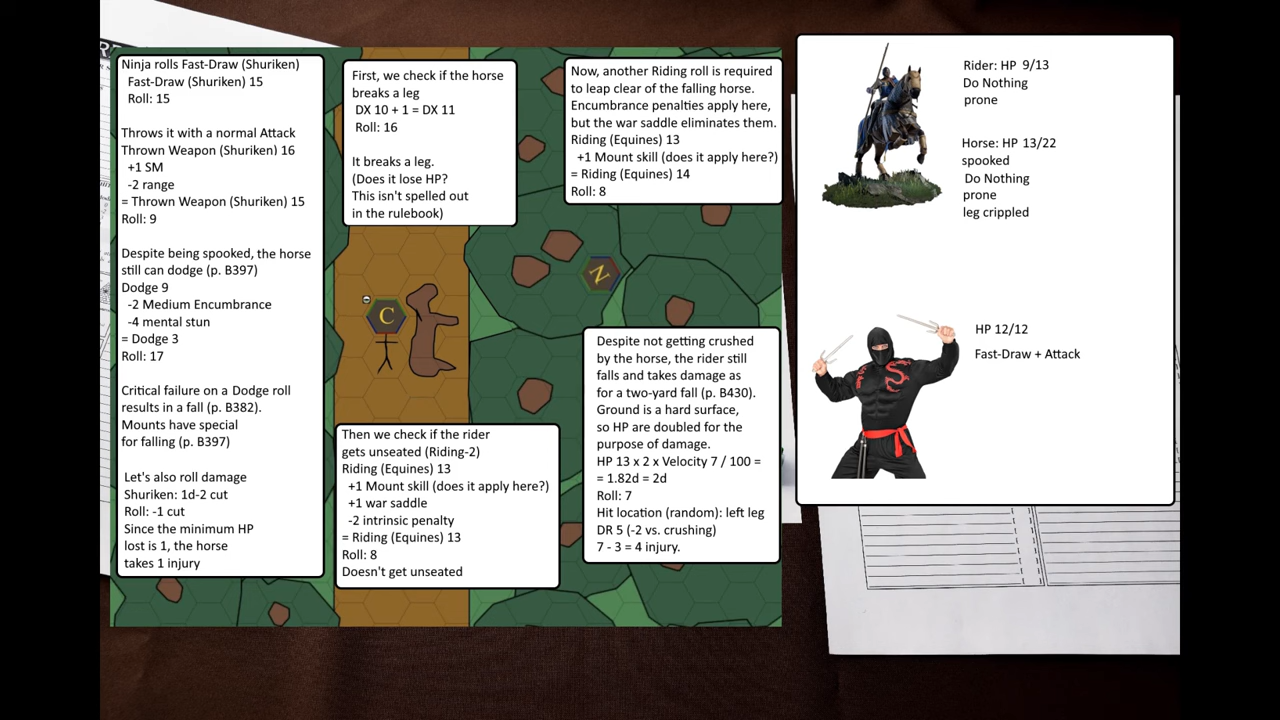 Ninja rolls Fast-Draw (Shuriken)
Fast-Draw (Shuriken) 15
Roll: 15
Throws it with a normal Attack
Thrown Weapon (Shuriken) 16
+1 SM
-2 range
= Thrown Weapon (Shuriken) 15
Roll: 9
Despite being spooked, the horse
still can dodge (p. B397)
Dodge 9
-2 Medium Encumbrance
-4 mental stun
= Dodge 3
Roll: 17
Critical failure on a Dodge roll
results in a fall (p. B382).
Mounts have special
for falling (p. B397)
Let's also roll damage
Shuriken: 1d-2 cut
Roll: -1 cut
Since the minimum HP
lost is 1, the horse
takes 1 injury
First, we check if the horse
breaks a leg
DX 10 + 1 = DX 11
Roll: 16
It breaks a leg.
(Does it lose HP?
This isn't spelled out
in the rulebook)
Then we check if the rider
gets unseated (Riding-2)
Riding (Equines) 13
+1 Mount skill (does it apply here?)
+1 war saddle
-2 intrinsic penalty
= Riding (Equines) 13
Roll: 8
Doesn't get unseated
Now, another Riding roll is required
to leap clear of the falling horse.
Encumbrance penalties apply here,
but the war saddle eliminates them.
Riding (Equines) 13
+1 Mount skill (does it apply here?)
= Riding (Equines) 14
Roll: 8
Despite not getting crushed
by the horse, the rider still
falls and takes damage as
for a two-yard fall (p. B430).
Ground is a hard surface,
so HP are doubled for the
purpose of damage.
HP 13 x 2 x Velocity 7 / 100 =
= 1.82d = 2d
Roll: 7
Hit location (random): left leg
DR 5 (-2 vs. crushing)
7 - 3 = 4 injury.
C
N
Rider: HP 9/13
Do Nothing
prone
Horse: HP 13/22
spooked
Do Nothing
prone
leg crippled
HP 12/12
Fast-Draw + Attack